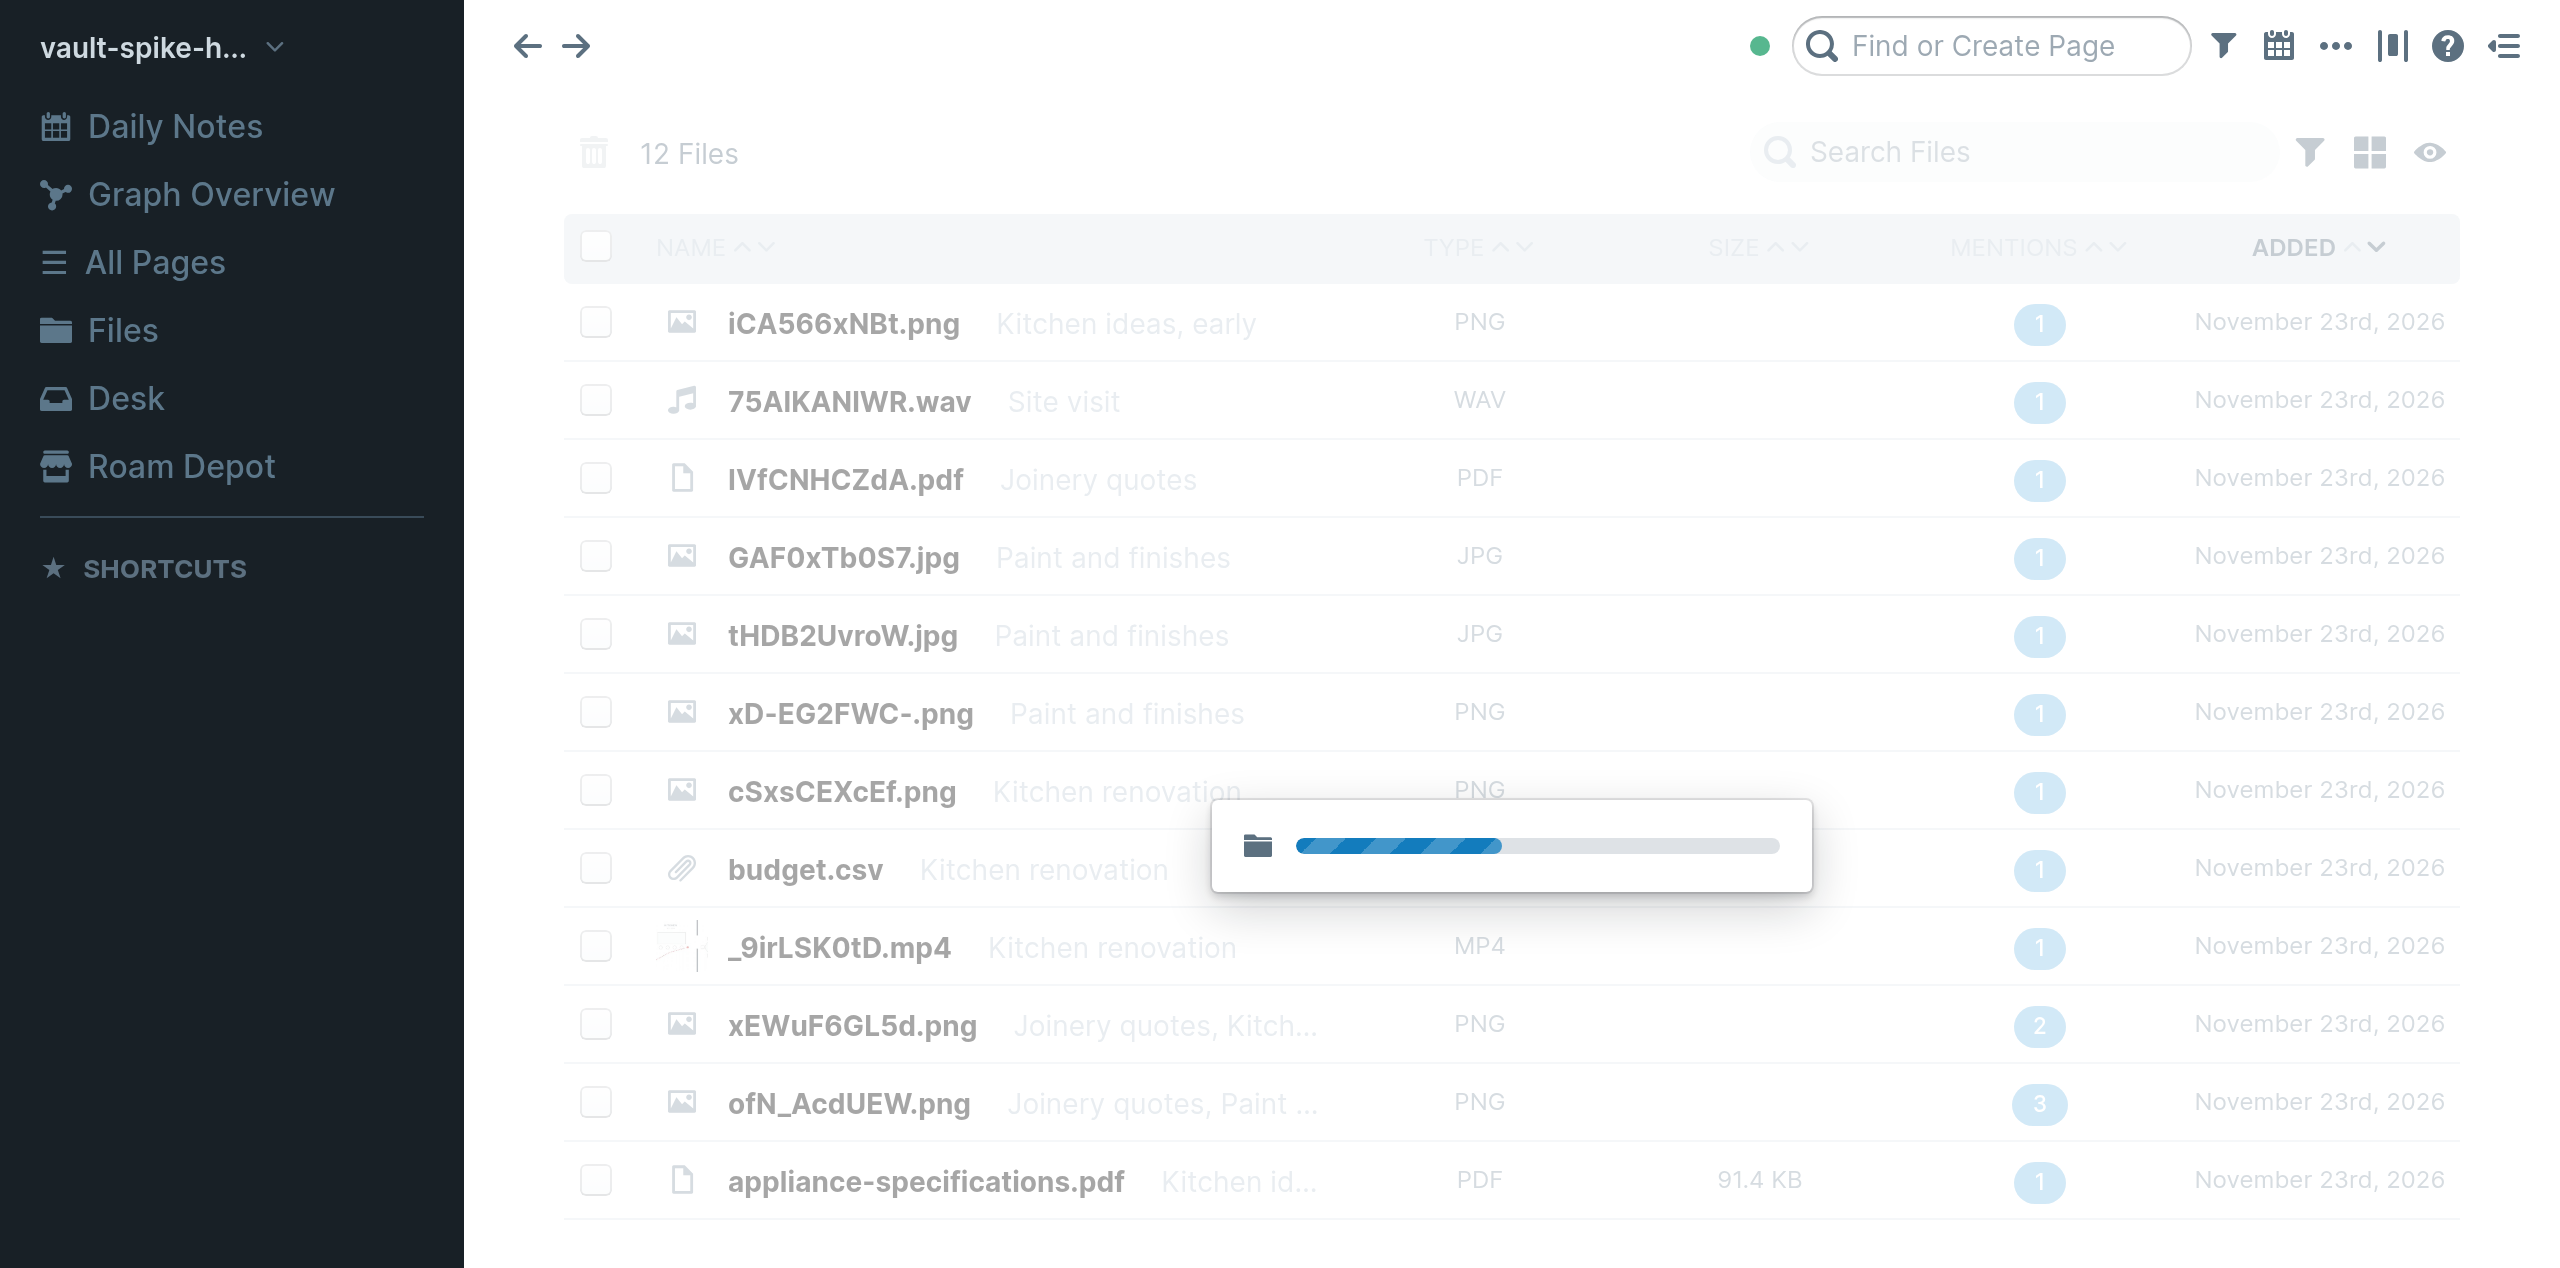 vault-spike-h...
Daily Notes
Graph Overview
All Pages
Files
Desk
Roam Depot
SHORTCUTS
Find or Create Page
12 Files
Search Files
NAME TYPE SIZE MENTIONS ADDED
iCA566xNBt.png Kitchen ideas, early PNG 1 November 23rd, 2026
75AIKANIWR.wav Site visit WAV 1 November 23rd, 2026
IVfCNHCZdA.pdf Joinery quotes PDF 1 November 23rd, 2026
GAF0xTb0S7.jpg Paint and finishes JPG 1 November 23rd, 2026
tHDB2UvroW.jpg Paint and finishes JPG 1 November 23rd, 2026
xD-EG2FWC-.png Paint and finishes PNG 1 November 23rd, 2026
cSxsCEXcEf.png Kitchen renovation PNG 1 November 23rd, 2026
budget.csv Kitchen renovation 1 November 23rd, 2026
_9irLSK0tD.mp4 Kitchen renovation MP4 1 November 23rd, 2026
xEWuF6GL5d.png Joinery quotes, Kitch... PNG 2 November 23rd, 2026
ofN_AcdUEW.png Joinery quotes, Paint ... PNG 3 November 23rd, 2026
appliance-specifications.pdf Kitchen id... PDF 91.4 KB 1 November 23rd, 2026